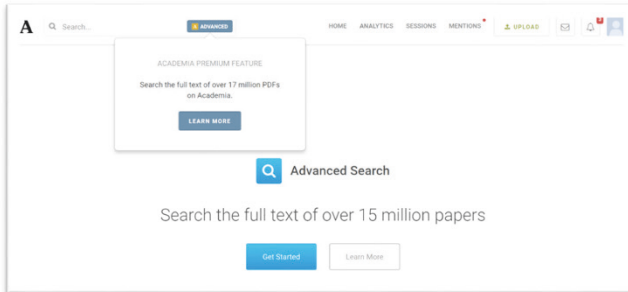 A Search... ADVANCED HOME ANALYTICS SESSIONS MENTIONS UPLOAD
ACADEMIA PREMIUM FEATURE
Search the full text of over 17 million PDFs
on Academia.
LEARN MORE
Advanced Search
Search the full text of over 15 million papers
Get Started Learn More